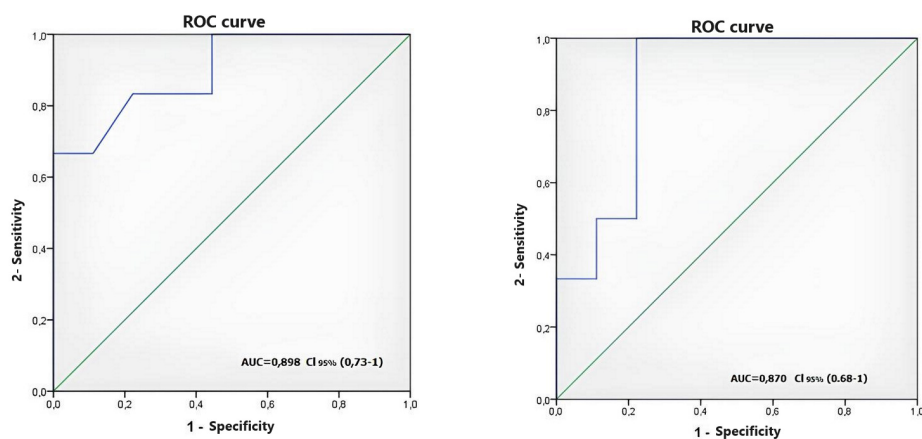 ROC curve
1,0
0,8
0,6
0,4
0,2
0,0
2- Sensitivity
AUC=0,898 CI 95% (0,73-1)
0,0 0,2 0,4 0,6 0,8 1,0
1 - Specificity
ROC curve
1,0
0,8
0,6
0,4
0,2
0,0
2- Sensitivity
AUC=0,870 CI 95% (0.68-1)
0,0 0,2 0,4 0,6 0,8 1,0
1 - Specificity